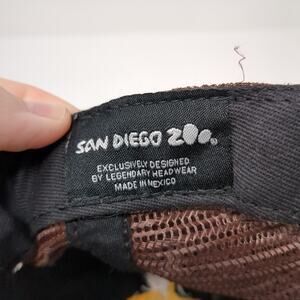 SAN DIEGO ZOO®
EXCLUSIVELY DESIGNED
BY LEGENDARY HEADWEAR
MADE IN MEXICO